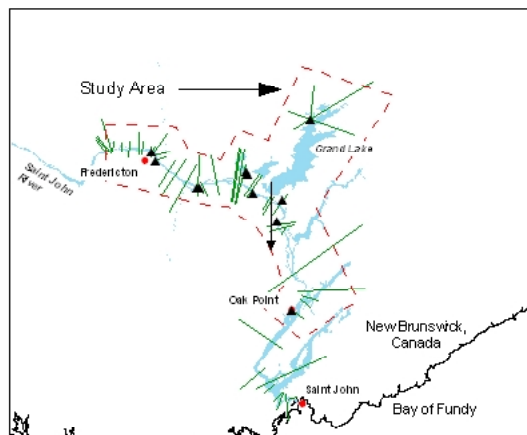 Study Area
Grand Lake
Fredericton
Saint John
River
Oak Point
New Brunswick,
Canada
Saint John
Bay of Fundy